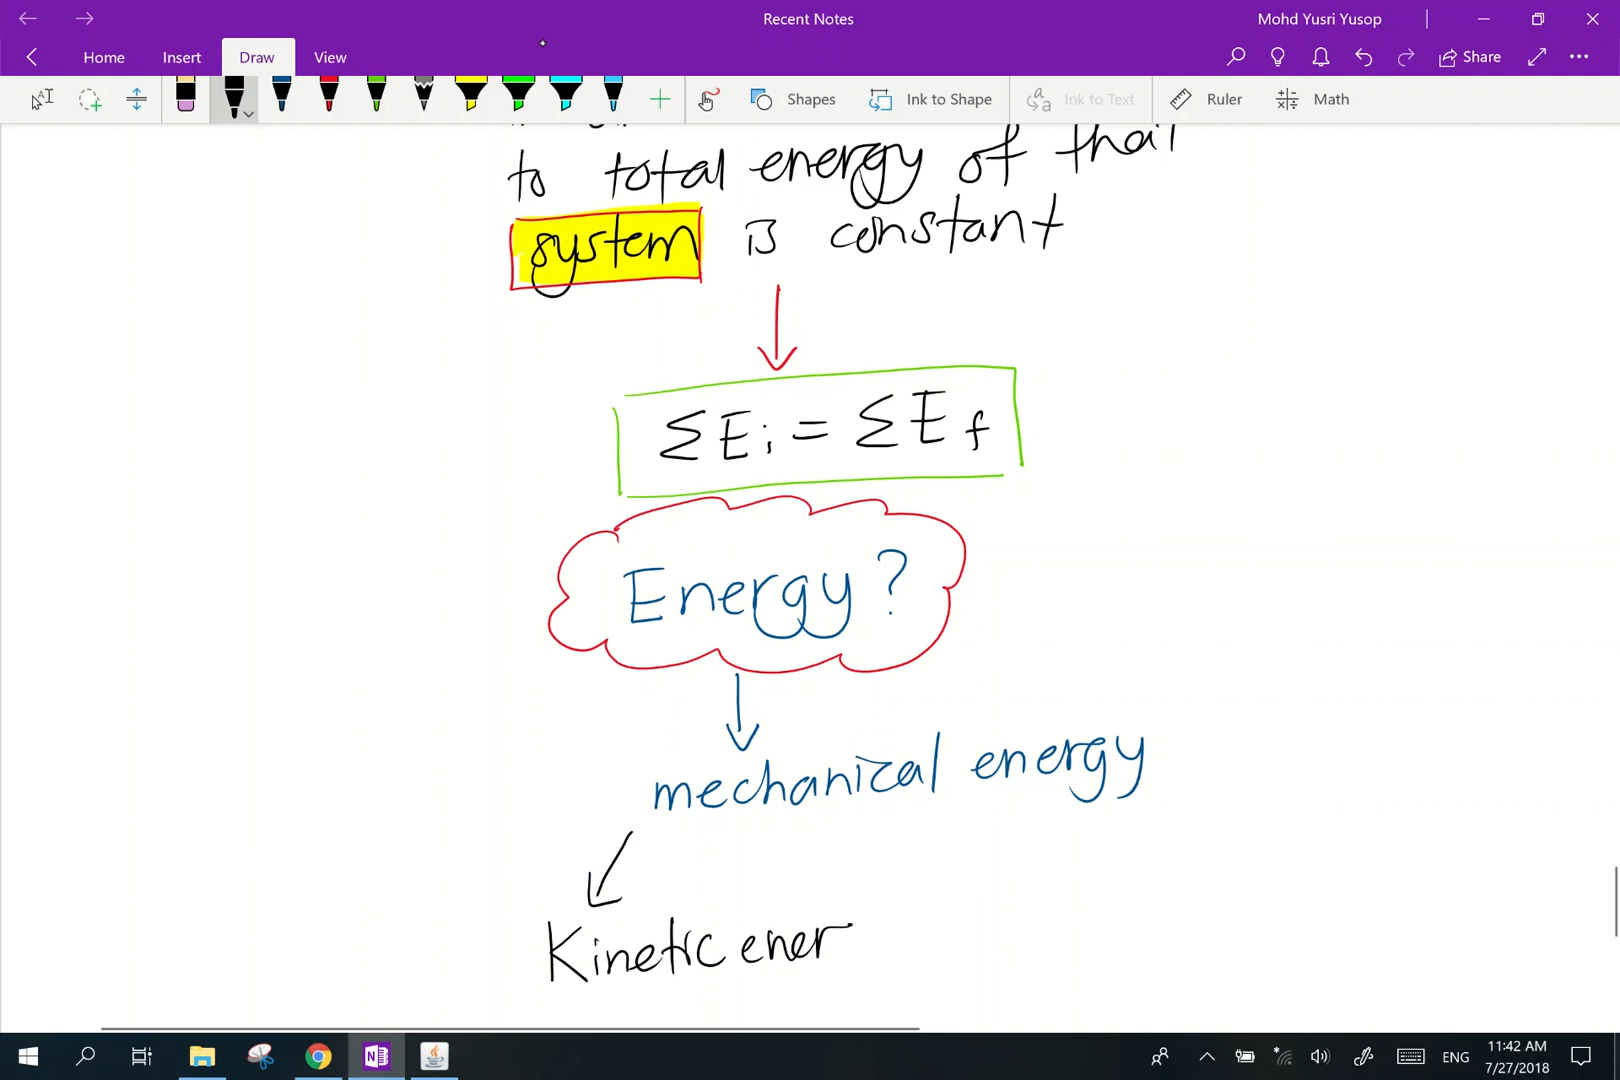 Recent Notes
Mohd Yusri Yusop
Home Insert Draw View
Share
Shapes
Ink to Shape
Ink to Text
Ruler
Math
to total energy of that
system is constant
ΣEi = ΣEf
Energy?
mechanical energy
Kinetic ener
ENG
11:42 AM
7/27/2018